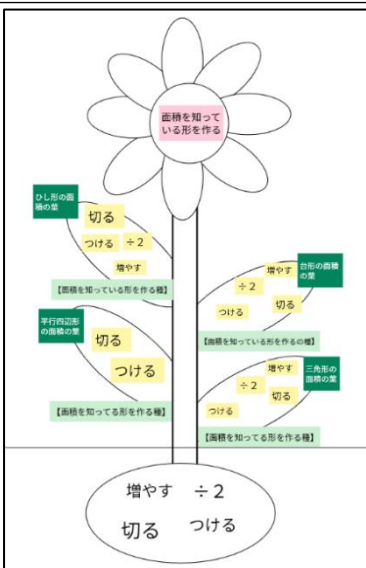 面積を知って
いる形を作る
ひし形の面
積の葉
切る
つける
÷2
増やす
【面積を知っている形を作る種】
台形の面積
の葉
増やす
÷2
切る
つける
【面積を知っている形を作るの種】
平行四辺形
の面積の葉
切る
つける
【面積を知ってる形を作る種】
三角形の
面積の葉
増やす
÷2
切る
つける
【面積を知ってる形を作る種】
増やす ÷2
切る つける